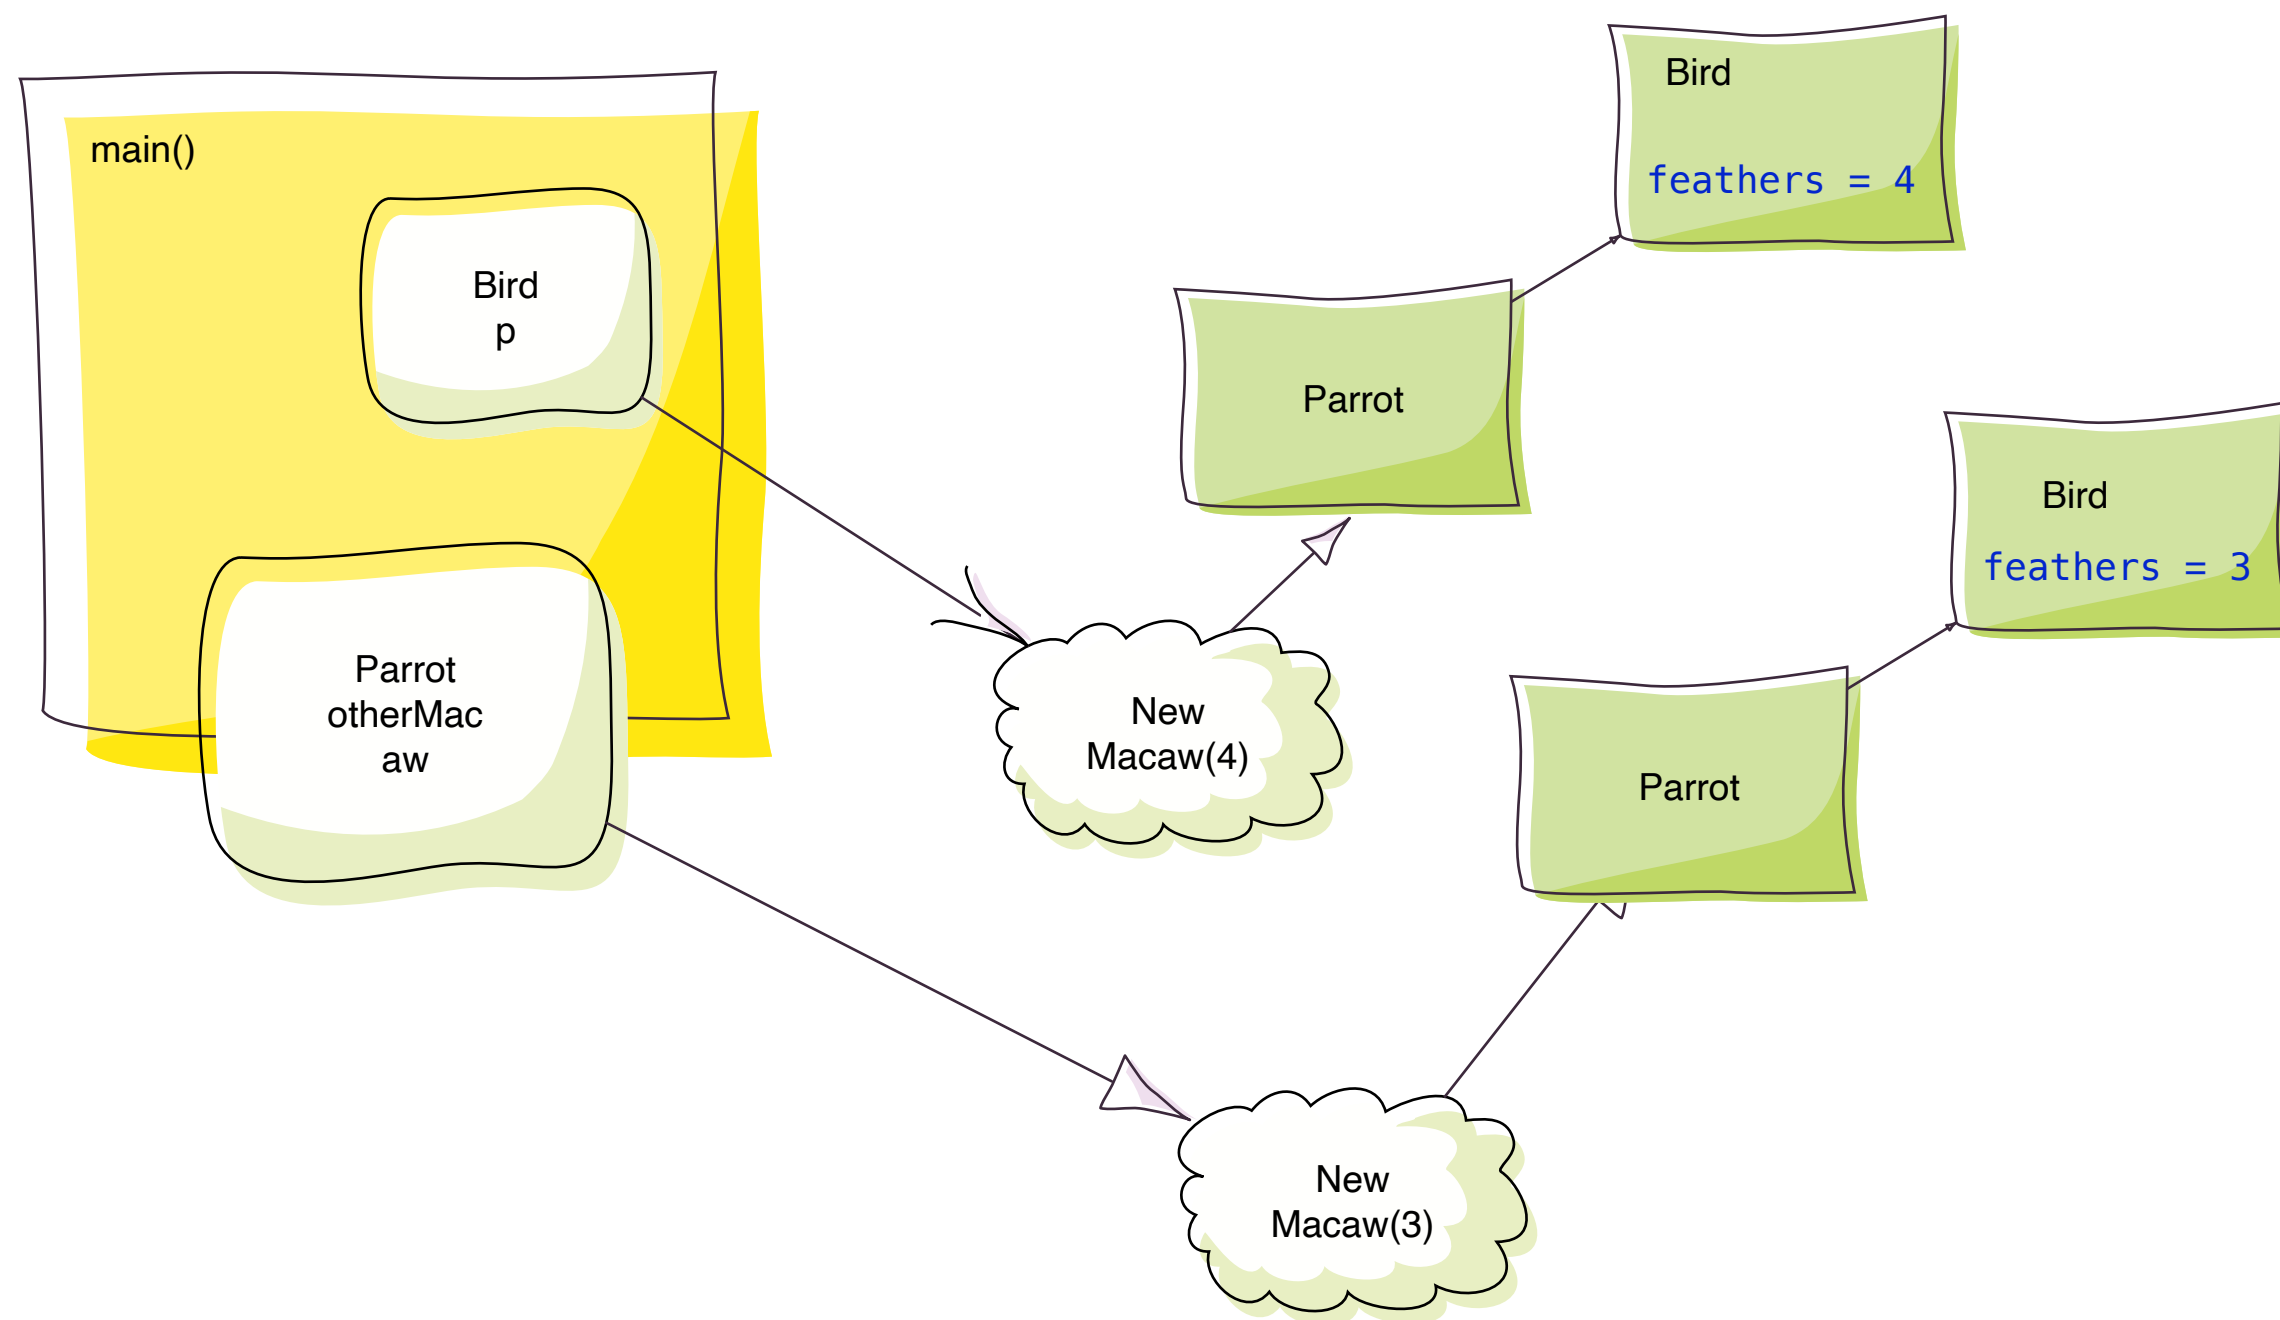 main()
Bird
p
Parrot
otherMac
aw
New
Macaw(4)
Parrot
Bird
feathers = 4
New
Macaw(3)
Parrot
Bird
feathers = 3